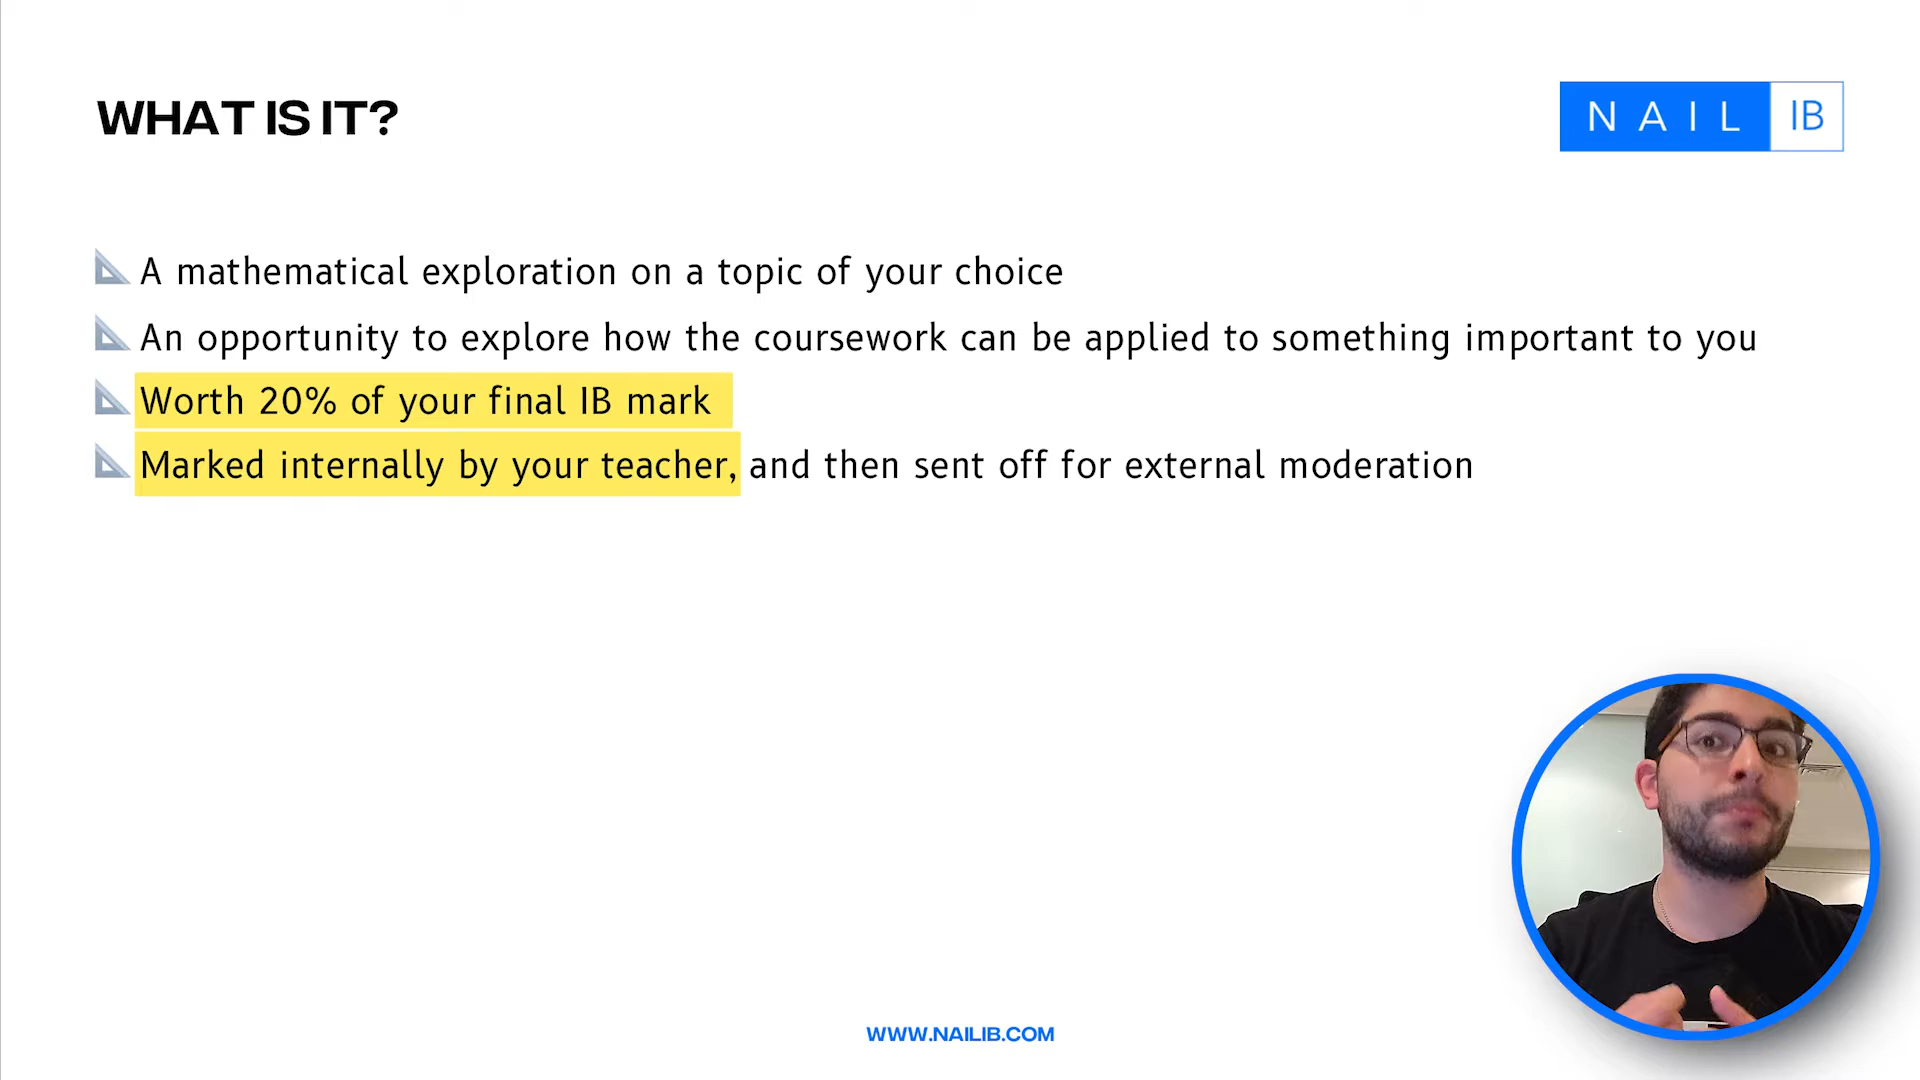 WHAT IS IT?
NAIL IB
A mathematical exploration on a topic of your choice
An opportunity to explore how the coursework can be applied to something important to you
Worth 20% of your final IB mark
Marked internally by your teacher, and then sent off for external moderation
WWW.NAILIB.COM